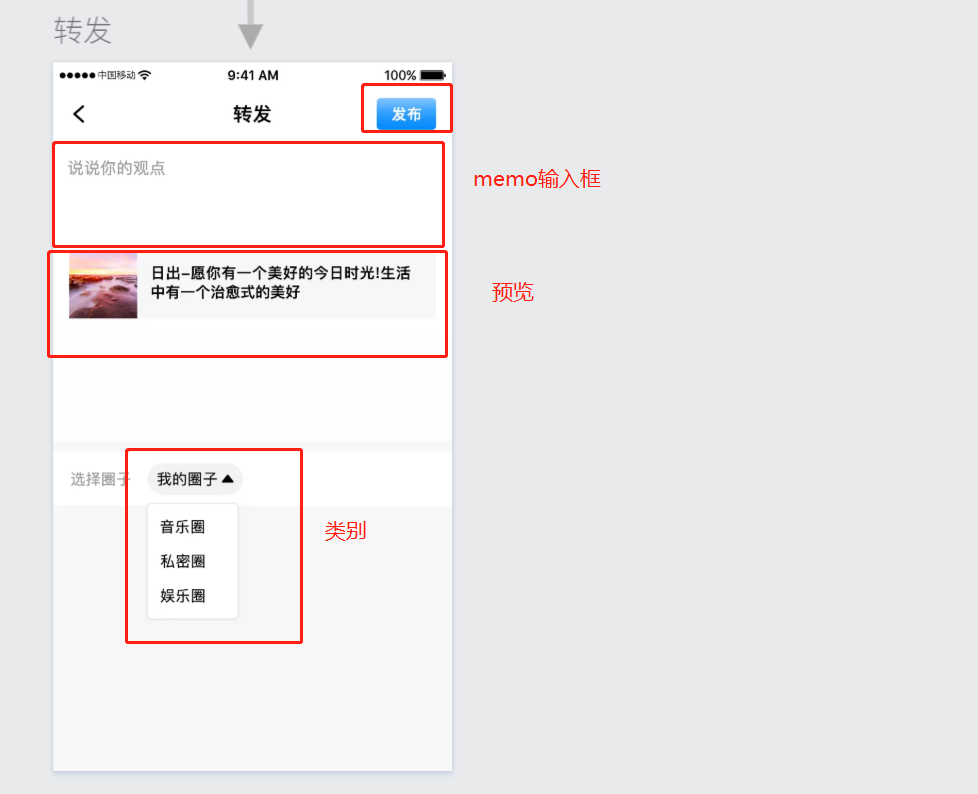 转发
中国移动 9:41 AM 100%
转发 发布
说说你的观点
memo输入框
日出-愿你有一个美好的今日时光!生活
中有一个治愈式的美好
预览
选择圈子 我的圈子
音乐圈
类别
私密圈
娱乐圈